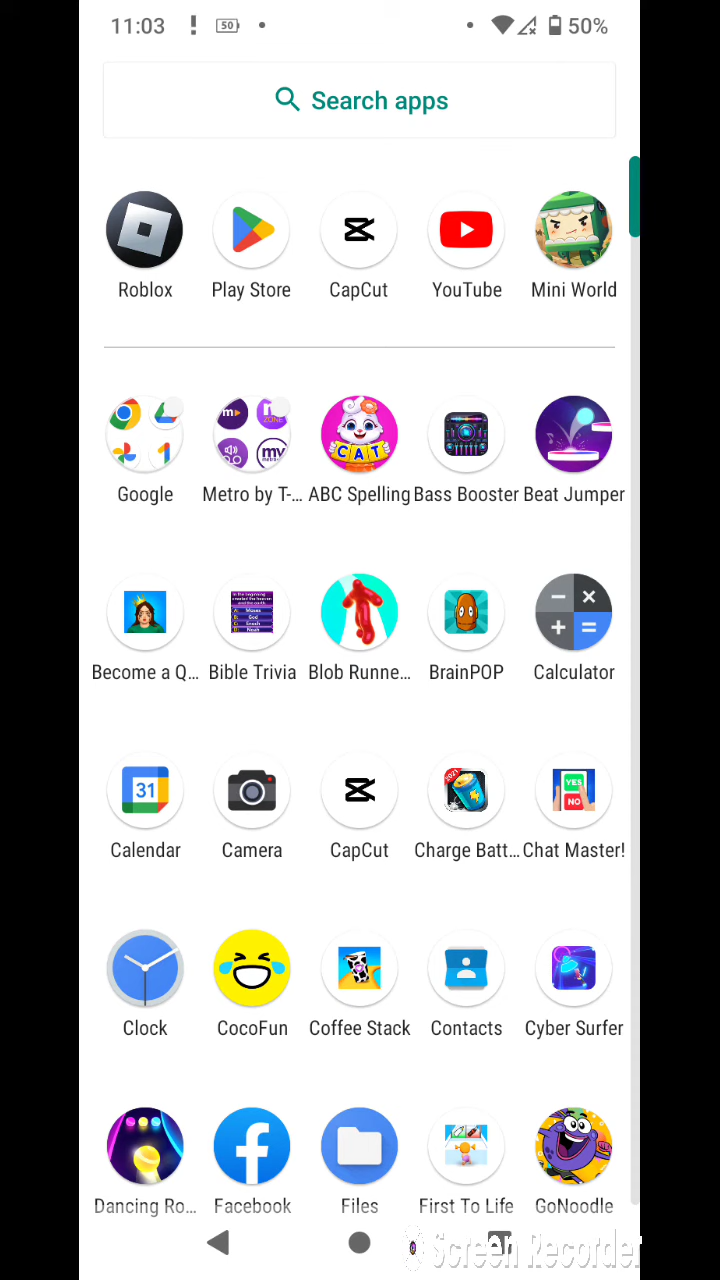 11:03 50 50%
Search apps
Roblox Play Store CapCut YouTube Mini World
Google Metro by T-... ABC Spelling Bass Booster Beat Jumper
Become a Q... Bible Trivia Blob Runne... BrainPOP Calculator
Calendar Camera CapCut Charge Batt... Chat Master!
Clock CocoFun Coffee Stack Contacts Cyber Surfer
Dancing Ro... Facebook Files First To Life GoNoodle
Screen Recorder